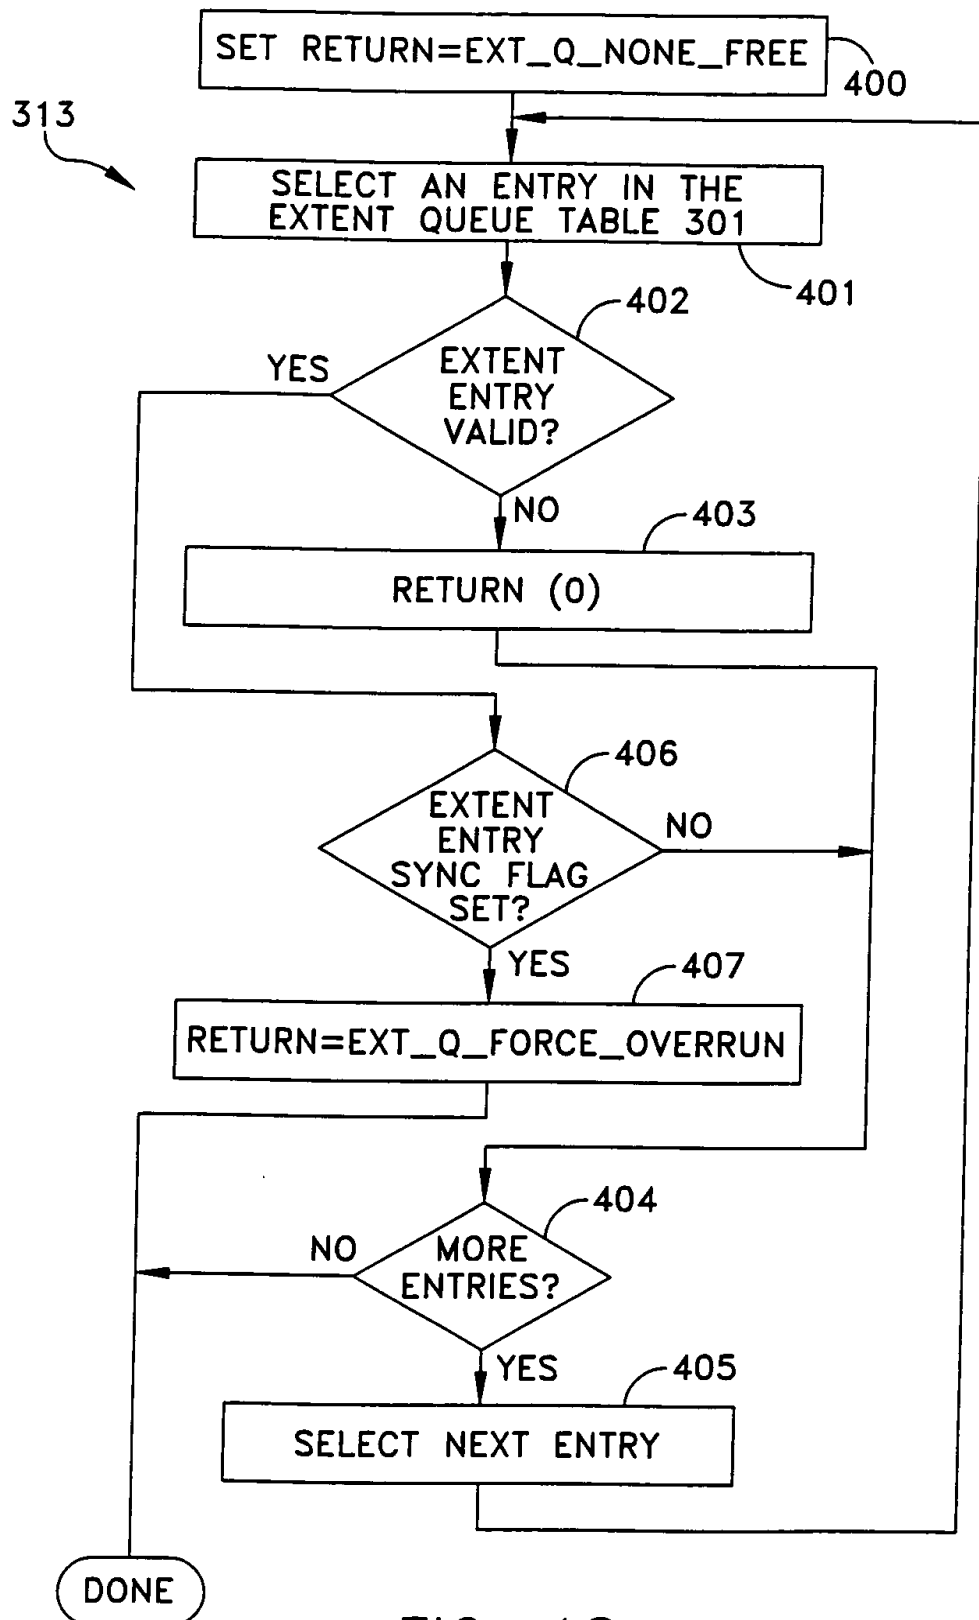 SET RETURN=EXT_Q_NONE_FREE
400
313
SELECT AN ENTRY IN THE
EXTENT QUEUE TABLE 301
401
402
YES
EXTENT
ENTRY
VALID?
NO
403
RETURN (0)
406
EXTENT
ENTRY
SYNC FLAG
SET?
NO
YES
407
RETURN=EXT_Q_FORCE_OVERRUN
404
NO
MORE
ENTRIES?
YES
405
SELECT NEXT ENTRY
DONE